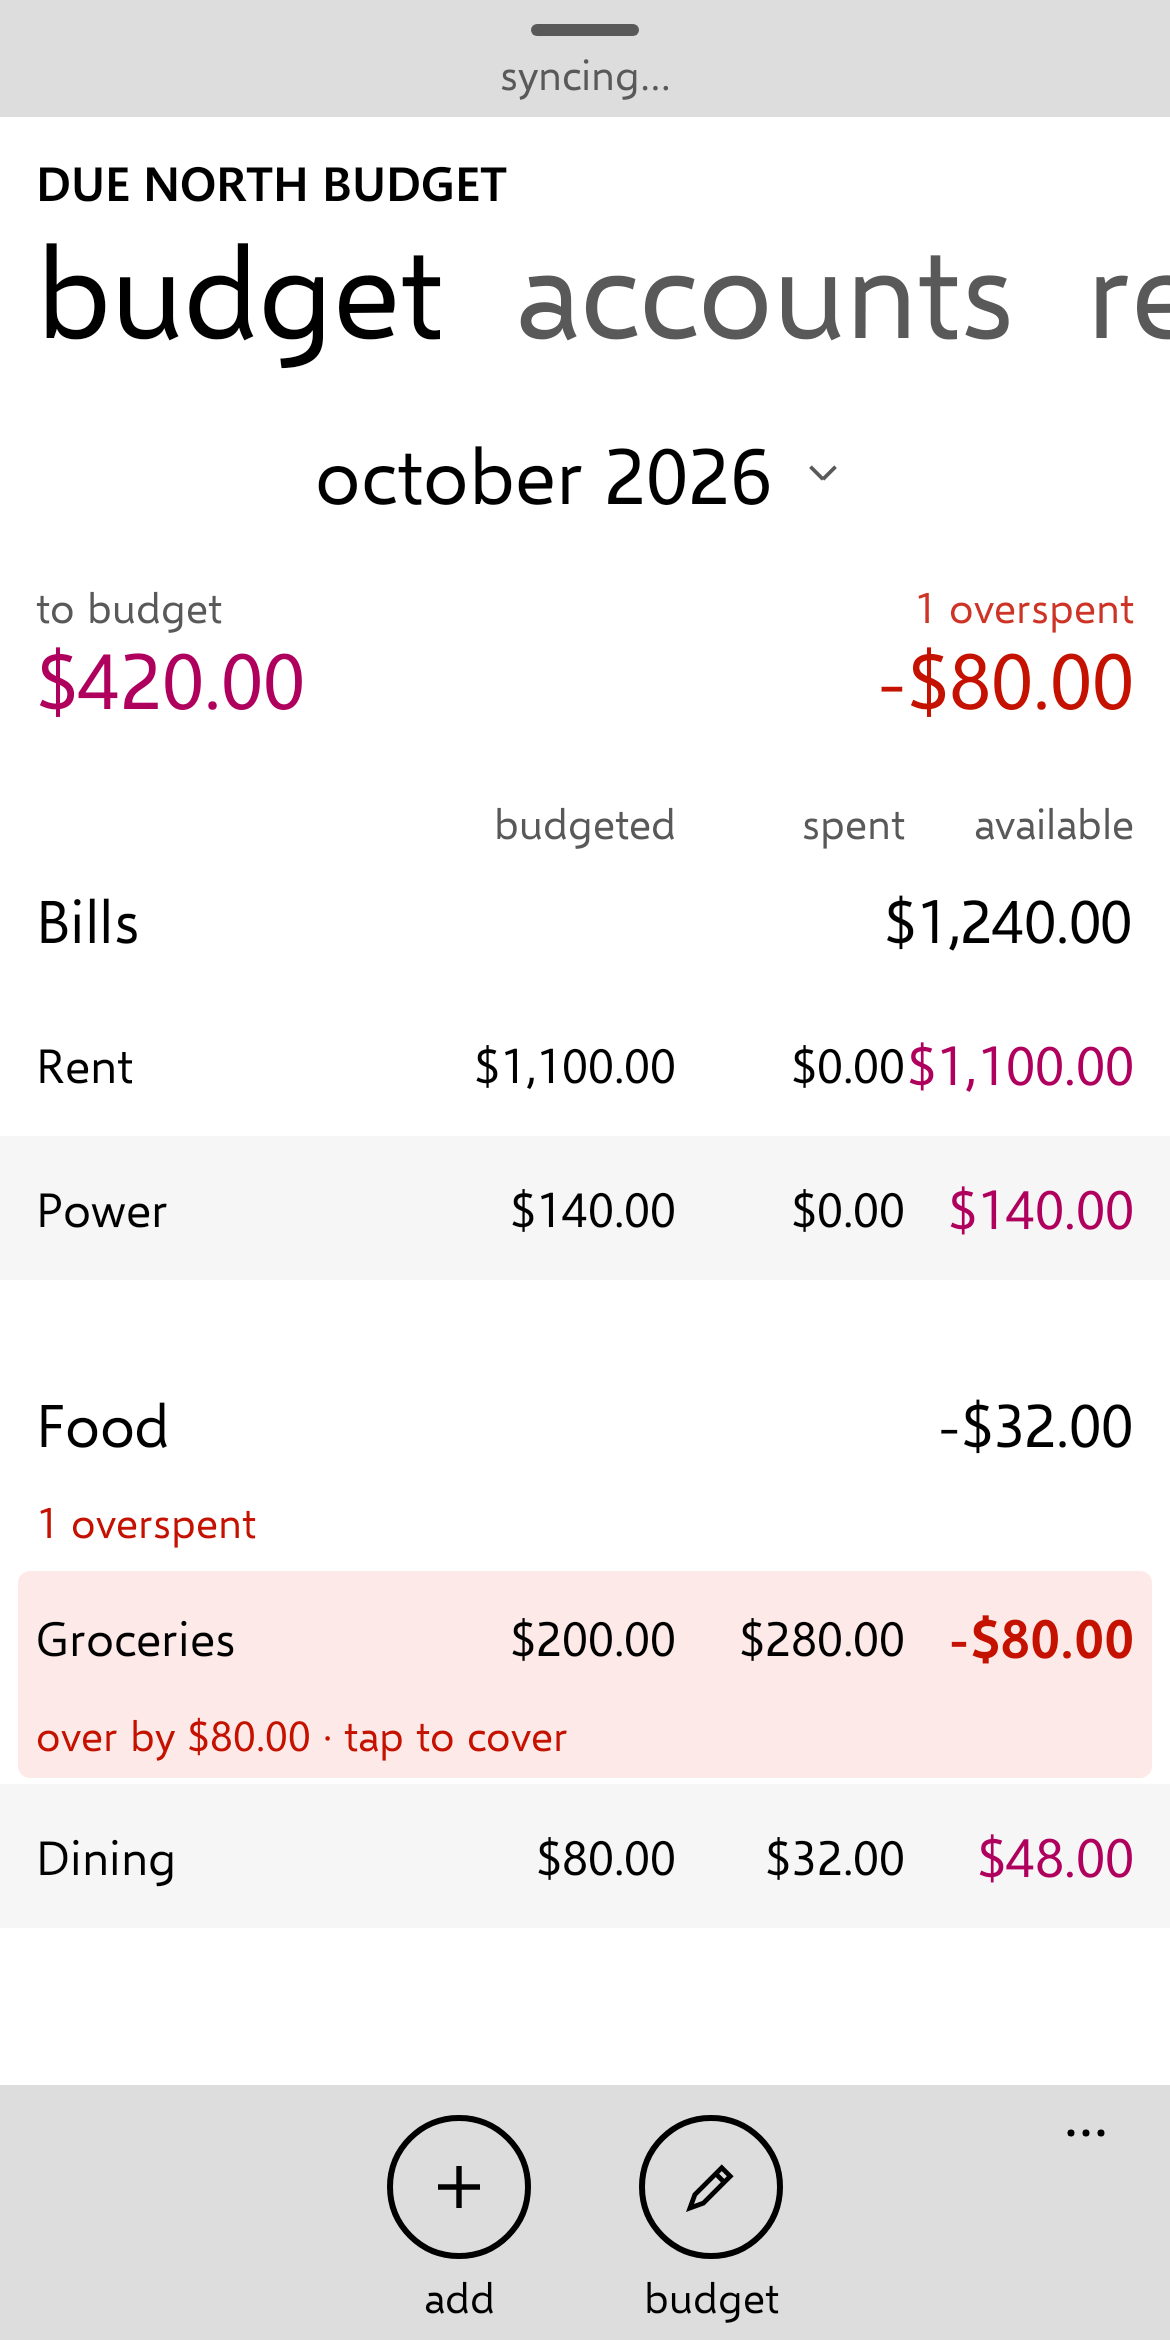 syncing...
DUE NORTH BUDGET
budget accounts re
october 2026
to budget 1 overspent
$420.00 -$80.00
budgeted spent available
Bills $1,240.00
Rent $1,100.00 $0.00 $1,100.00
Power $140.00 $0.00 $140.00
Food -$32.00
1 overspent
Groceries $200.00 $280.00 -$80.00
over by $80.00 · tap to cover
Dining $80.00 $32.00 $48.00
...
add budget